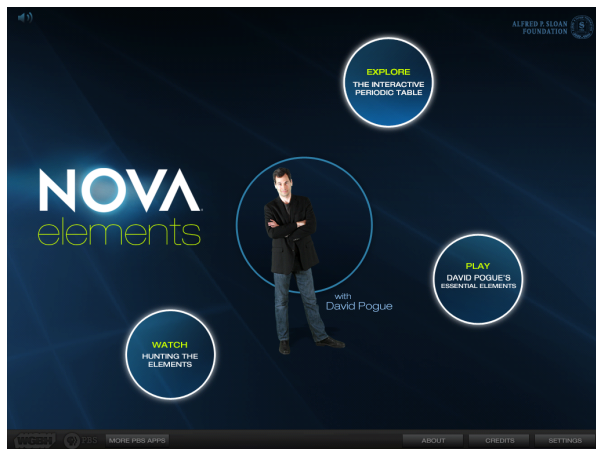 ALFRED P. SLOAN
FOUNDATION
S
EXPLORE
THE INTERACTIVE
PERIODIC TABLE
NOVA
elements
with
David Pogue
PLAY
DAVID POGUE'S
ESSENTIAL ELEMENTS
WATCH
HUNTING THE
ELEMENTS
WGBH
PBS
MORE PBS APPS
ABOUT
CREDITS
SETTINGS